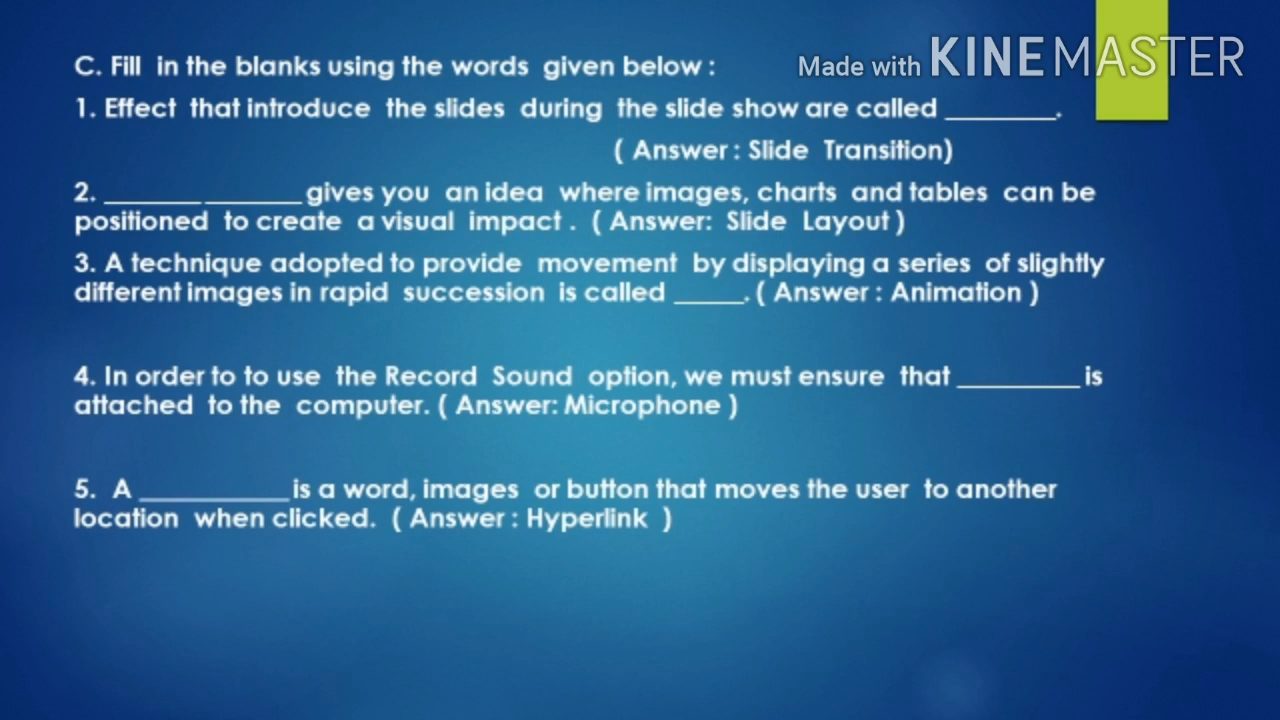 Made with KINEMASTER
C. Fill in the blanks using the words given below :
1. Effect that introduce the slides during the slide show are called ________.
( Answer : Slide Transition)
2. _______ _______ gives you an idea where images, charts and tables can be
positioned to create a visual impact . ( Answer: Slide Layout )
3. A technique adopted to provide movement by displaying a series of slightly
different images in rapid succession is called _____. ( Answer : Animation )
4. In order to to use the Record Sound option, we must ensure that _________ is
attached to the computer. ( Answer: Microphone )
5. A ___________ is a word, images or button that moves the user to another
location when clicked. ( Answer : Hyperlink )